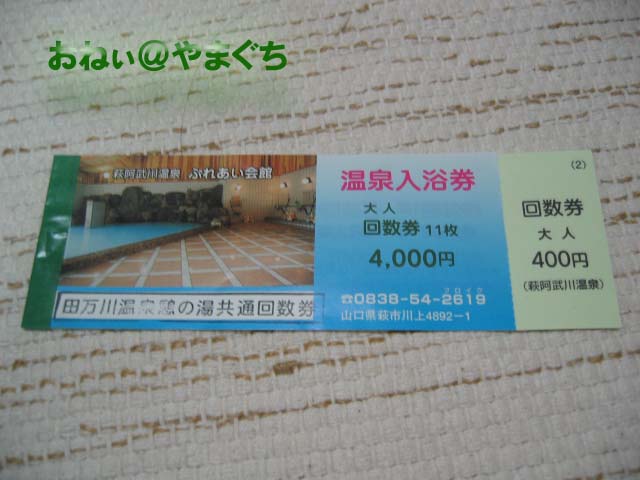 おねぃ@やまぐち
萩阿武川温泉 ふれあい会館
田万川温泉憩の湯共通回数券
温泉入浴券
大人
回数券 11枚
4,000円
フロイク
☎0838-54-2619
山口県萩市川上4892-1
(2)
回数券
大人
400円
(萩阿武川温泉)